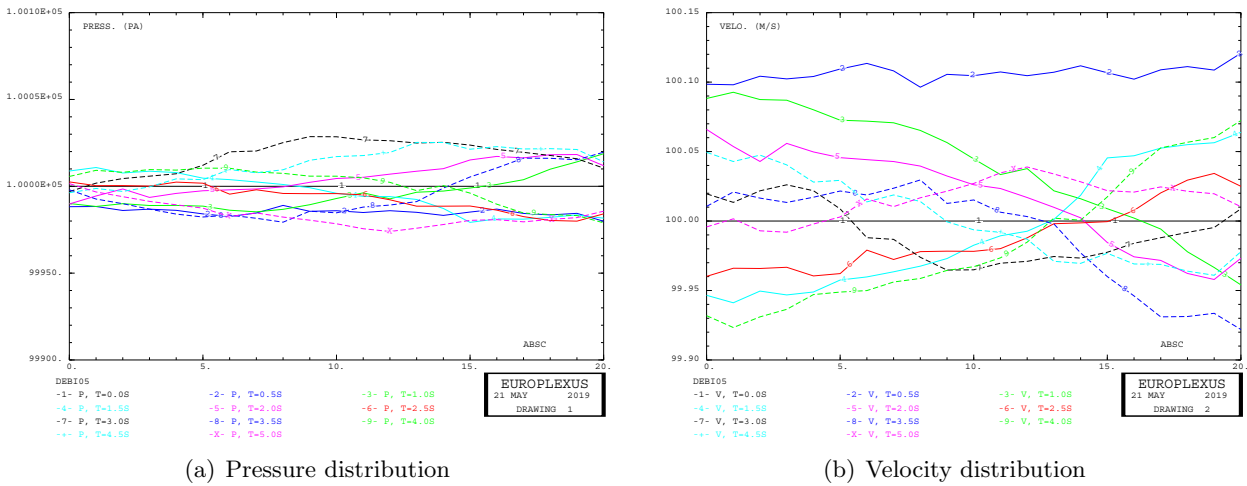 1.0010E+05
PRESS. (PA)
1.0005E+05
1.0000E+05
99950.
99900.
ABSC
0. 5. 10. 15. 20.
DEBI05
-1- P, T=0.0S -2- P, T=0.5S -3- P, T=1.0S
-4- P, T=1.5S -5- P, T=2.0S -6- P, T=2.5S
-7- P, T=3.0S -8- P, T=3.5S -9- P, T=4.0S
-+- P, T=4.5S -X- P, T=5.0S
EUROPLEXUS
21 MAY 2019
DRAWING 1
(a) Pressure distribution
100.15
VELO. (M/S)
100.10
100.05
100.00
99.95
99.90
ABSC
0. 5. 10. 15. 20.
DEBI05
-1- V, T=0.0S -2- V, T=0.5S -3- V, T=1.0S
-4- V, T=1.5S -5- V, T=2.0S -6- V, T=2.5S
-7- V, T=3.0S -8- V, T=3.5S -9- V, T=4.0S
-+- V, T=4.5S -X- V, T=5.0S
EUROPLEXUS
21 MAY 2019
DRAWING 2
(b) Velocity distribution